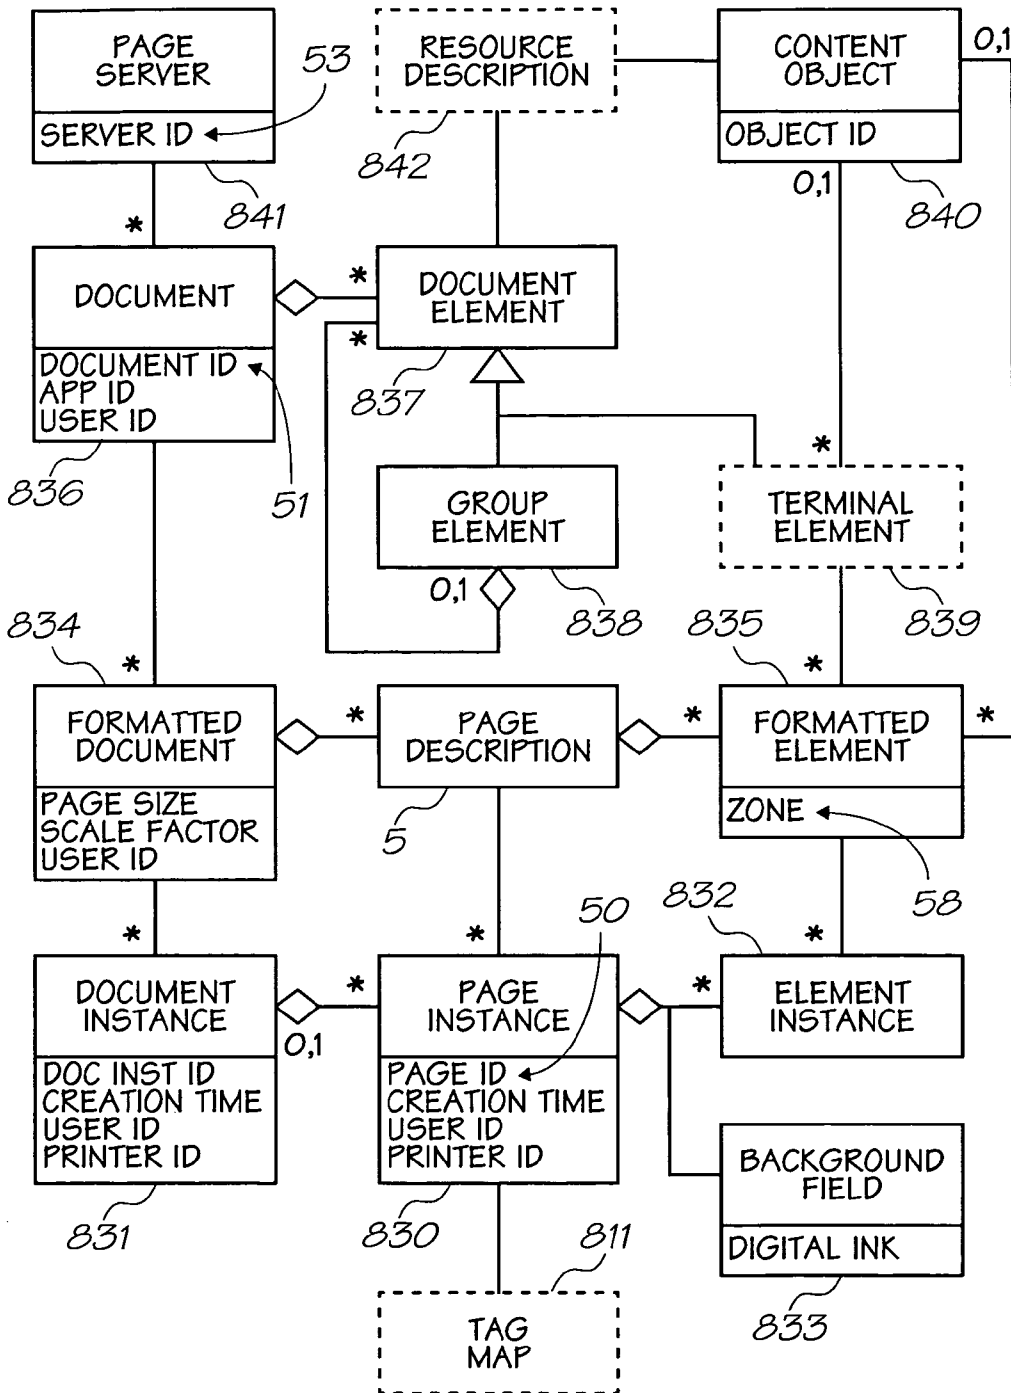 PAGE
SERVER
SERVER ID
53
841
*
RESOURCE
DESCRIPTION
842
CONTENT
OBJECT
OBJECT ID
0,1
0,1
840
DOCUMENT
DOCUMENT ID
APP ID
USER ID
51
836
*
*
DOCUMENT
ELEMENT
837
GROUP
ELEMENT
0,1
838
*
TERMINAL
ELEMENT
839
834
*
FORMATTED
DOCUMENT
PAGE SIZE
SCALE FACTOR
USER ID
*
PAGE
DESCRIPTION
5
835
*
*
*
FORMATTED
ELEMENT
ZONE
58
*
DOCUMENT
INSTANCE
DOC INST ID
CREATION TIME
USER ID
PRINTER ID
0,1
831
*
*
50
PAGE
INSTANCE
PAGE ID
CREATION TIME
USER ID
PRINTER ID
830
832
*
*
ELEMENT
INSTANCE
BACKGROUND
FIELD
DIGITAL INK
833
811
TAG
MAP